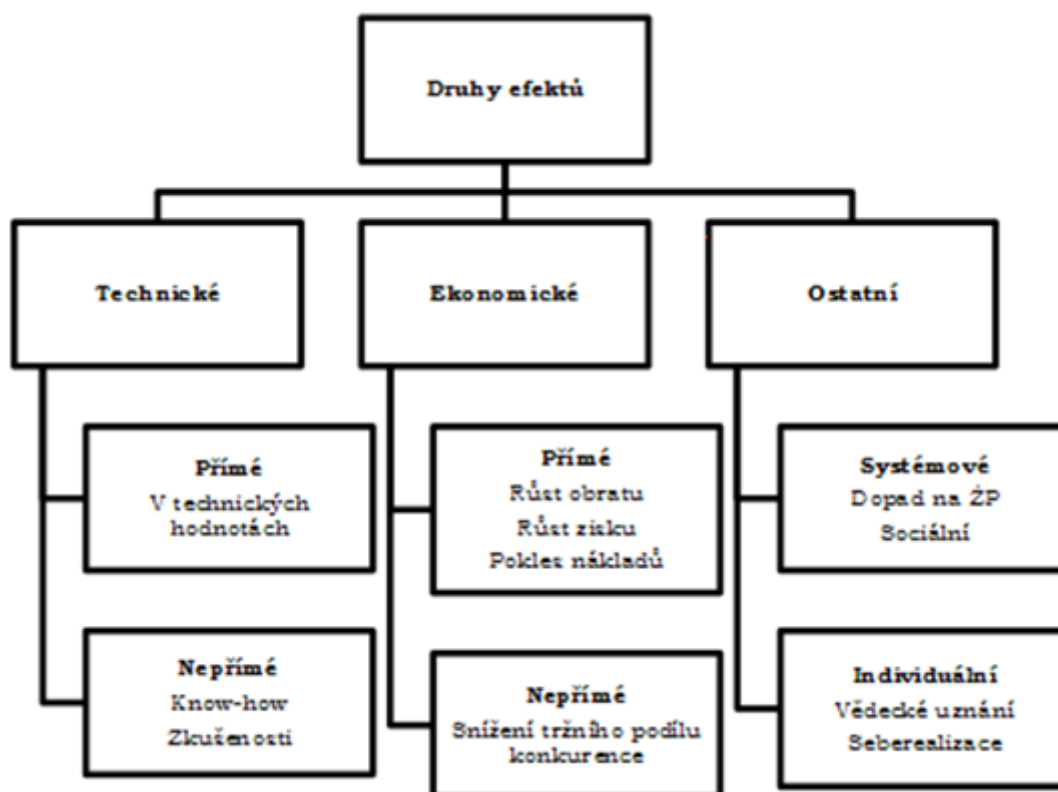 Druhy efektů
Technické
Ekonomické
Ostatní
Přímé
V technických
hodnotách
Nepřímé
Know-how
Zkušenosti
Přímé
Růst obratu
Růst zisku
Pokles nákladů
Nepřímé
Snížení tržního podílu
konkurence
Systémové
Dopad na ŽP
Sociální
Individuální
Vědecké uznání
Seberealizace